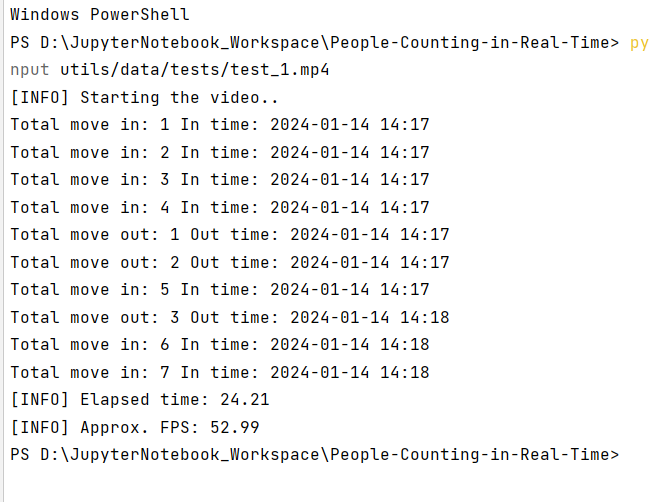 Windows PowerShell
PS D:\JupyterNotebook_Workspace\People-Counting-in-Real-Time> py
nput utils/data/tests/test_1.mp4
[INFO] Starting the video..
Total move in: 1 In time: 2024-01-14 14:17
Total move in: 2 In time: 2024-01-14 14:17
Total move in: 3 In time: 2024-01-14 14:17
Total move in: 4 In time: 2024-01-14 14:17
Total move out: 1 Out time: 2024-01-14 14:17
Total move out: 2 Out time: 2024-01-14 14:17
Total move in: 5 In time: 2024-01-14 14:17
Total move out: 3 Out time: 2024-01-14 14:18
Total move in: 6 In time: 2024-01-14 14:18
Total move in: 7 In time: 2024-01-14 14:18
[INFO] Elapsed time: 24.21
[INFO] Approx. FPS: 52.99
PS D:\JupyterNotebook_Workspace\People-Counting-in-Real-Time>